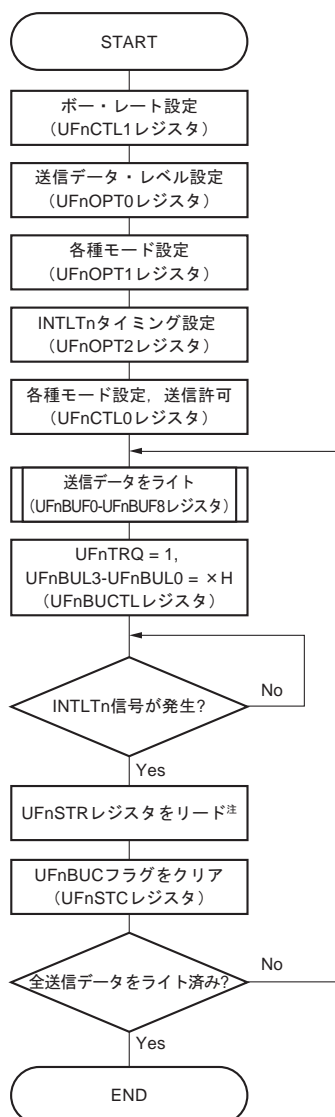 START
ボー・レート設定
（UFnCTL1レジスタ）
送信データ・レベル設定
（UFnOPT0レジスタ）
各種モード設定
（UFnOPT1レジスタ）
INTLTnタイミング設定
（UFnOPT2レジスタ）
各種モード設定，送信許可
（UFnCTL0レジスタ）
送信データをライト
（UFnBUF0-UFnBUF8レジスタ）
UFnTRQ = 1,
UFnBUL3-UFnBUL0 = ×H
（UFnBUCTLレジスタ）
INTLTn信号が発生?
No
Yes
UFnSTRレジスタをリード注
UFnBUCフラグをクリア
（UFnSTCレジスタ）
全送信データをライト済み?
No
Yes
END